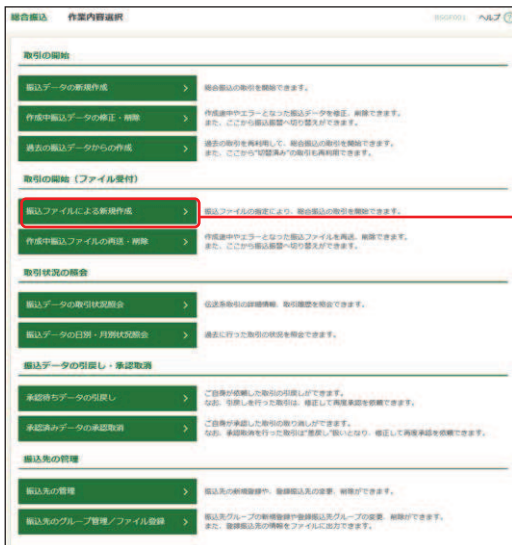 総合振込 作業内容選択
BSGF001 ヘルプ ?
取引の開始
振込データの新規作成 >
総合振込の取引を開始できます。
作成中振込データの修正・削除 >
作成途中やエラーとなった振込データを修正、削除できます。
また、ここから振込振替へ切り替えができます。
過去の振込データからの作成 >
過去の取引を再利用して、総合振込の取引を開始できます。
また、ここから"切替済み"の取引も再利用できます。
取引の開始（ファイル受付）
振込ファイルによる新規作成 >
振込ファイルの指定により、総合振込の取引を開始できます。
作成中振込ファイルの再送・削除 >
作成途中やエラーとなった振込ファイルを再送、削除できます。
また、ここから振込振替へ切り替えができます。
取引状況の照会
振込データの取引状況照会 >
伝送系取引の詳細情報、取引履歴を照会できます。
振込データの日別・月別状況照会 >
過去に行った取引の状況を照会できます。
振込データの引戻し・承認取消
承認待ちデータの引戻し >
ご自身が依頼した取引の引戻しができます。
なお、引戻しを行った取引は、修正して再度承認を依頼できます。
承認済みデータの承認取消 >
ご自身が承認した取引の取り消しができます。
なお、承認取消を行った取引は"差戻し"扱いとなり、修正して再度承認を依頼できます。
振込先の管理
振込先の管理 >
振込先の新規登録や、登録振込先の変更、削除ができます。
振込先のグループ管理／ファイル登録 >
振込先グループの新規登録や登録振込先グループの変更、削除ができます。
また、登録振込先の情報をファイルに出力できます。